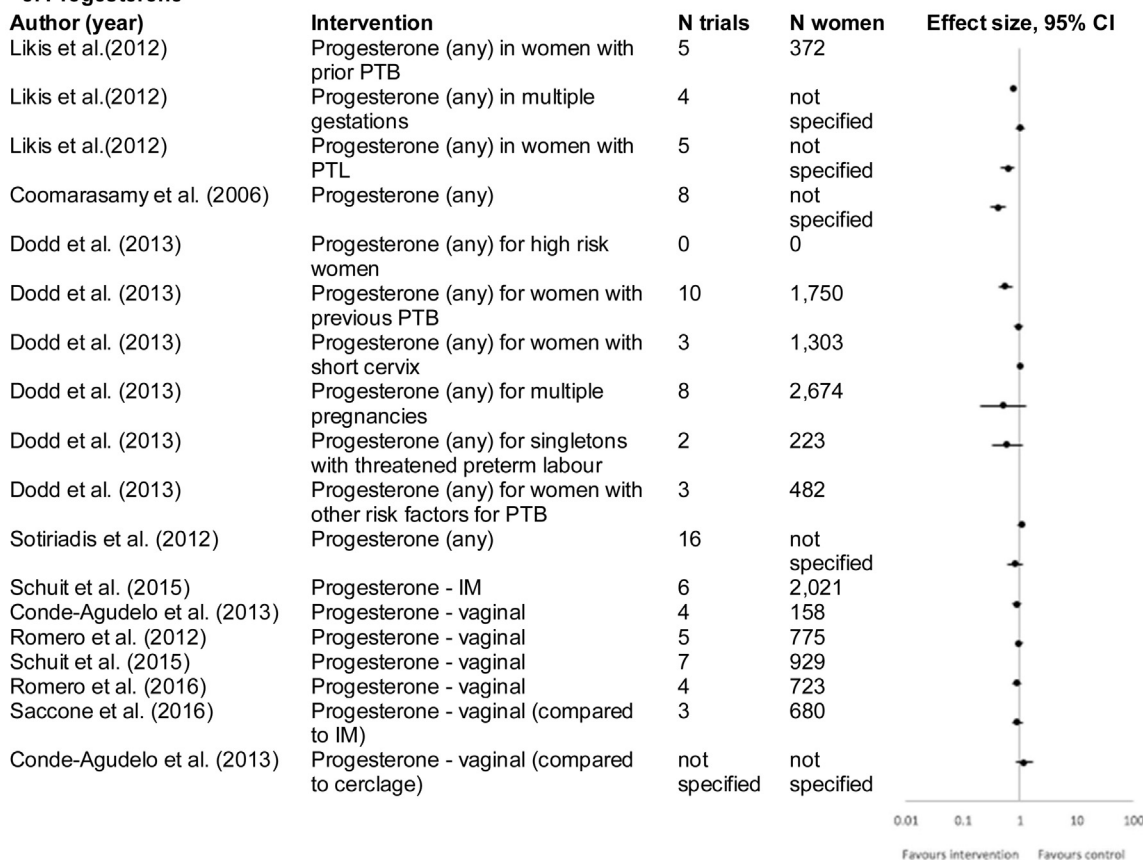 Author (year) Intervention N trials N women Effect size, 95% CI
Likis et al.(2012) Progesterone (any) in women with 5 372
prior PTB
Likis et al.(2012) Progesterone (any) in multiple 4 not
gestations specified
Likis et al.(2012) Progesterone (any) in women with 5 not
PTL specified
Coomarasamy et al. (2006) Progesterone (any) 8 not
specified
Dodd et al. (2013) Progesterone (any) for high risk 0 0
women
Dodd et al. (2013) Progesterone (any) for women with 10 1,750
previous PTB
Dodd et al. (2013) Progesterone (any) for women with 3 1,303
short cervix
Dodd et al. (2013) Progesterone (any) for multiple 8 2,674
pregnancies
Dodd et al. (2013) Progesterone (any) for singletons 2 223
with threatened preterm labour
Dodd et al. (2013) Progesterone (any) for women with 3 482
other risk factors for PTB
Sotiriadis et al. (2012) Progesterone (any) 16 not
specified
Schuit et al. (2015) Progesterone - IM 6 2,021
Conde-Agudelo et al. (2013) Progesterone - vaginal 4 158
Romero et al. (2012) Progesterone - vaginal 5 775
Schuit et al. (2015) Progesterone - vaginal 7 929
Romero et al. (2016) Progesterone - vaginal 4 723
Saccone et al. (2016) Progesterone - vaginal (compared 3 680
to IM)
Conde-Agudelo et al. (2013) Progesterone - vaginal (compared not not
to cerclage) specified specified
0.01 0.1 1 10 100
Favours intervention Favours control